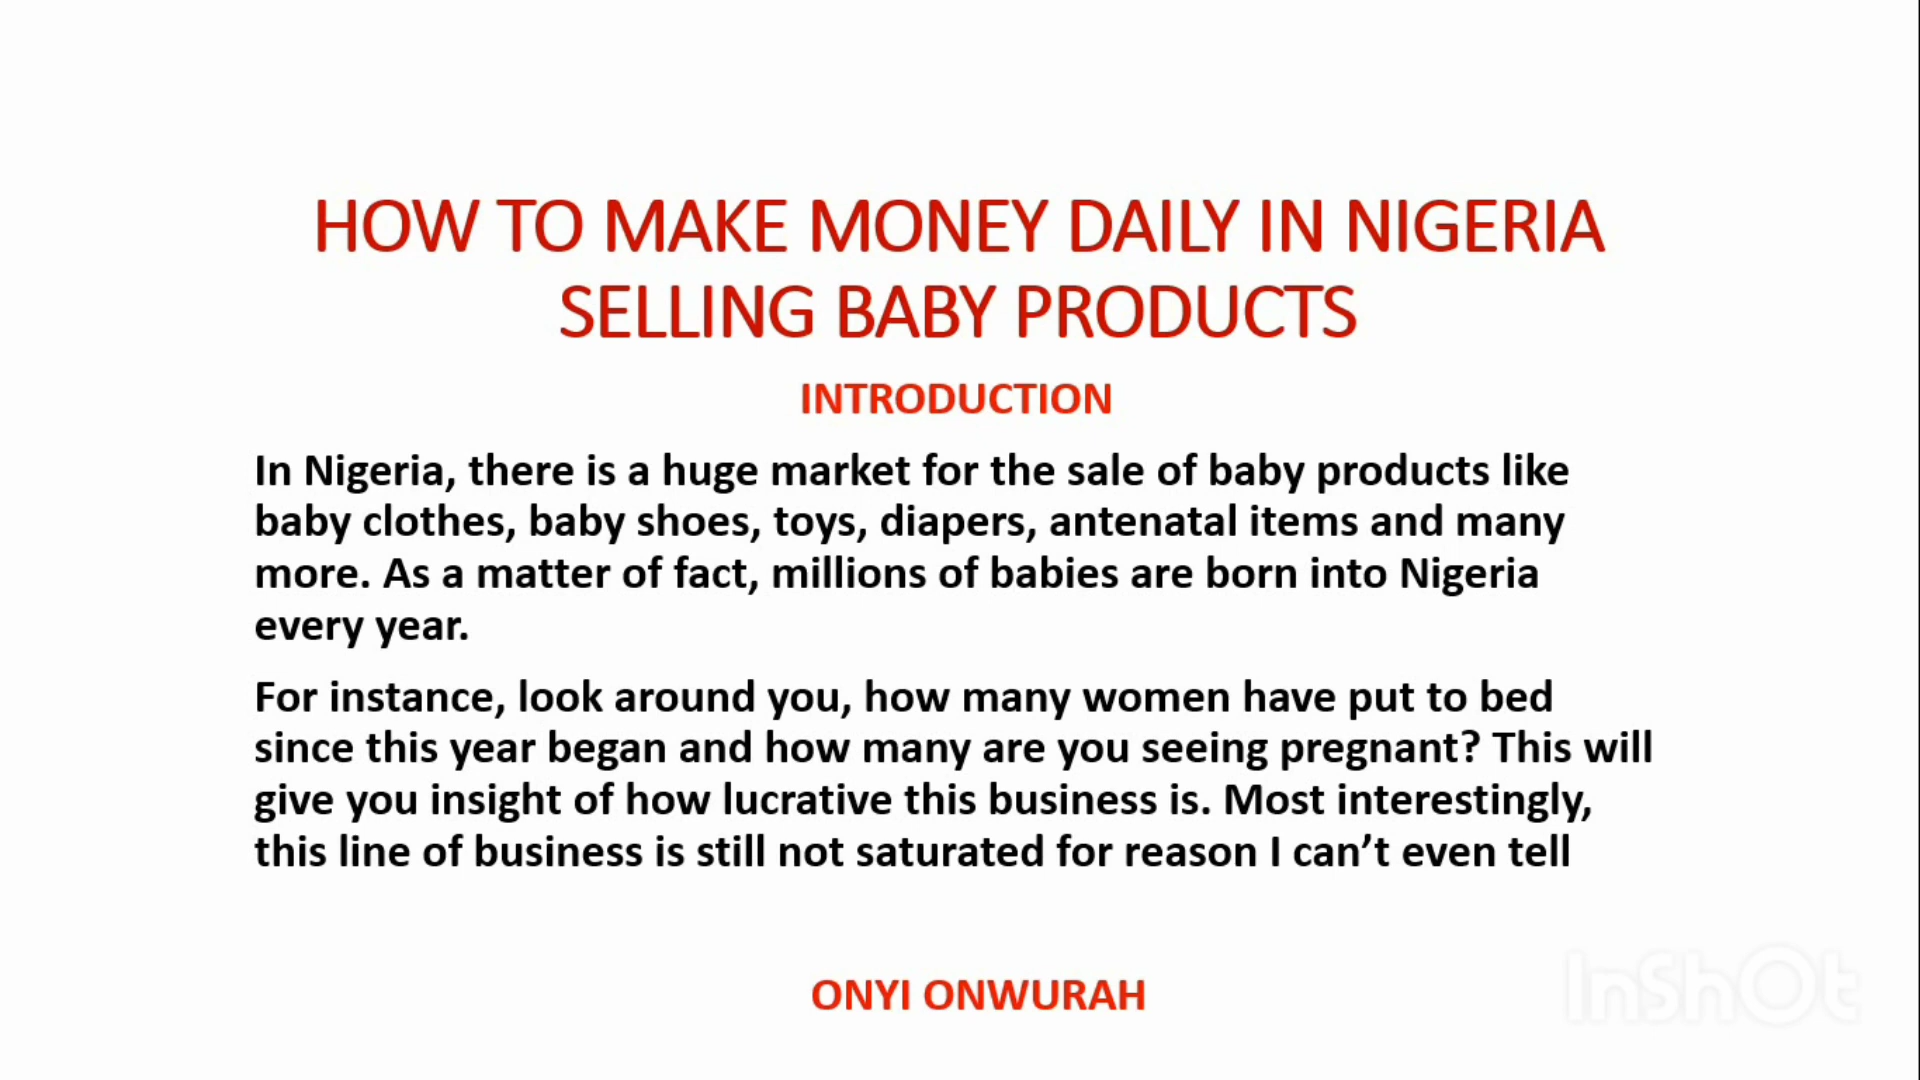 HOW TO MAKE MONEY DAILY IN NIGERIA
SELLING BABY PRODUCTS
INTRODUCTION
In Nigeria, there is a huge market for the sale of baby products like
baby clothes, baby shoes, toys, diapers, antenatal items and many
more. As a matter of fact, millions of babies are born into Nigeria
every year.
For instance, look around you, how many women have put to bed
since this year began and how many are you seeing pregnant? This will
give you insight of how lucrative this business is. Most interestingly,
this line of business is still not saturated for reason I can’t even tell
ONYI ONWURAH
InShOt